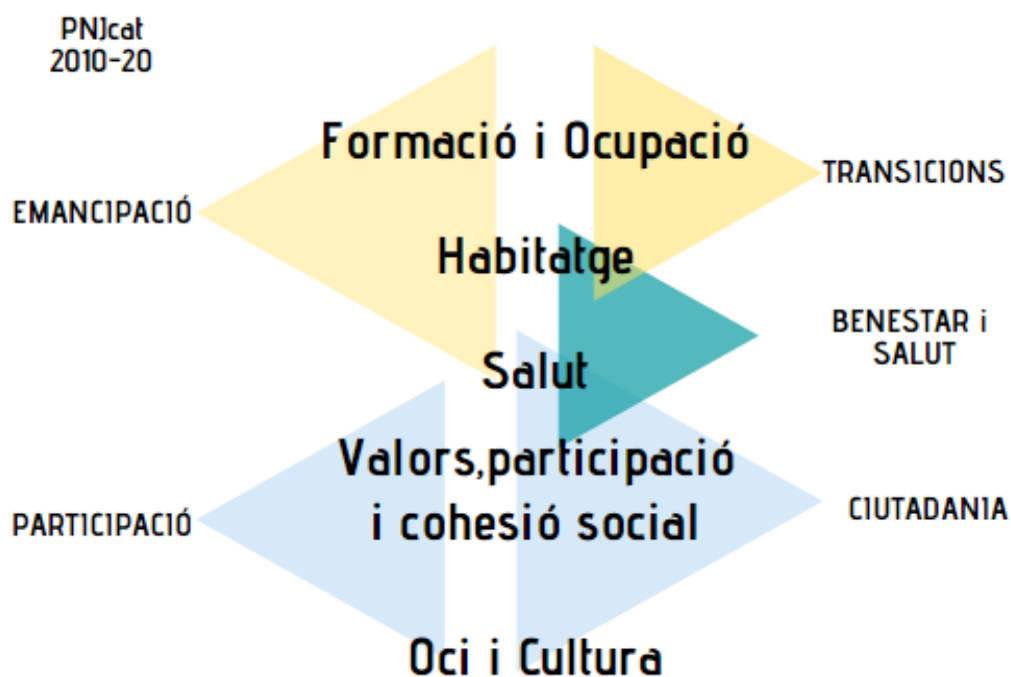 PNJcat
2010-20
Formació i Ocupació
TRANSICIONS
EMANCIPACIÓ
Habitatge
BENESTAR i
SALUT
Salut
Valors,participació
i cohesió social
CIUTADANIA
PARTICIPACIÓ
Oci i Cultura